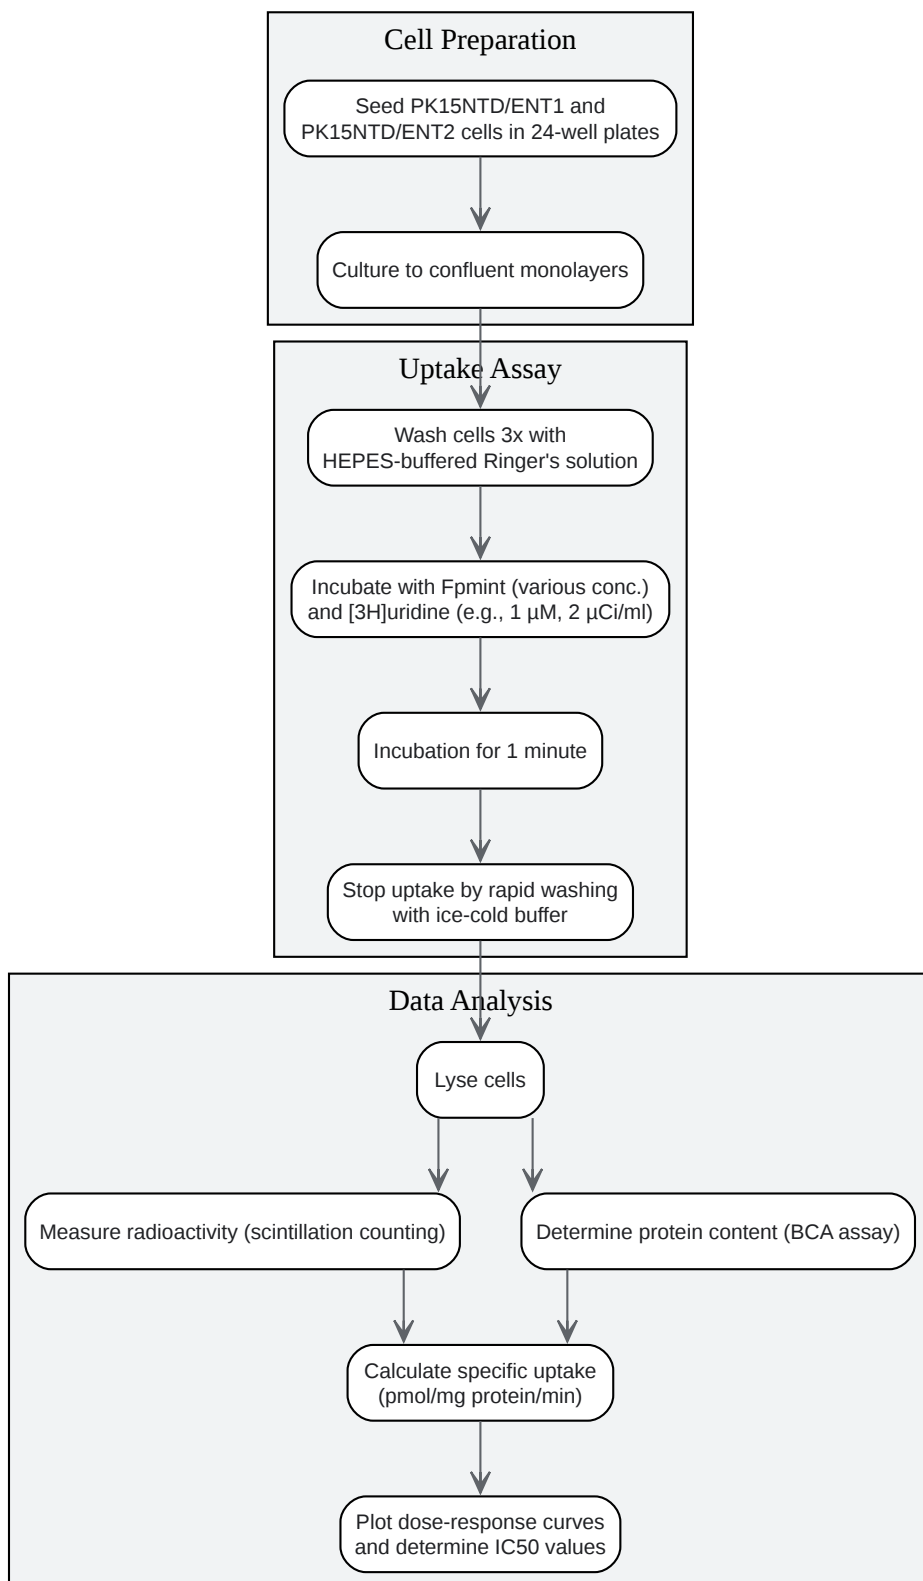 Cell Preparation
Seed PK15NTD/ENT1 and
PK15NTD/ENT2 cells in 24-well plates
Culture to confluent monolayers
Uptake Assay
Wash cells 3x with
HEPES-buffered Ringer's solution
Incubate with Fpmint (various conc.)
and [3H]uridine (e.g., 1 µM, 2 µCi/ml)
Incubation for 1 minute
Stop uptake by rapid washing
with ice-cold buffer
Data Analysis
Lyse cells
Measure radioactivity (scintillation counting)
Determine protein content (BCA assay)
Calculate specific uptake
(pmol/mg protein/min)
Plot dose-response curves
and determine IC50 values